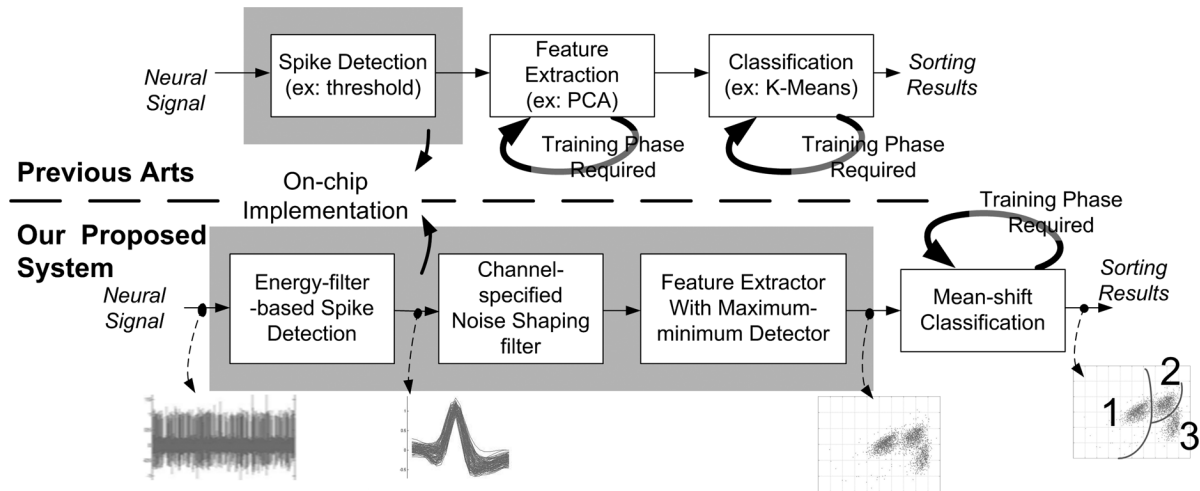 Neural
Signal
Spike Detection
(ex: threshold)
Feature
Extraction
(ex: PCA)
Classification
(ex: K-Means)
Sorting
Results
Training Phase
Required
Training Phase
Required
Previous Arts
On-chip
Implementation
Our Proposed
System
Training Phase
Required
Neural
Signal
Energy-filter
-based Spike
Detection
Channel-
specified
Noise Shaping
filter
Feature Extractor
With Maximum-
minimum Detector
Mean-shift
Classification
Sorting
Results
1
2
3